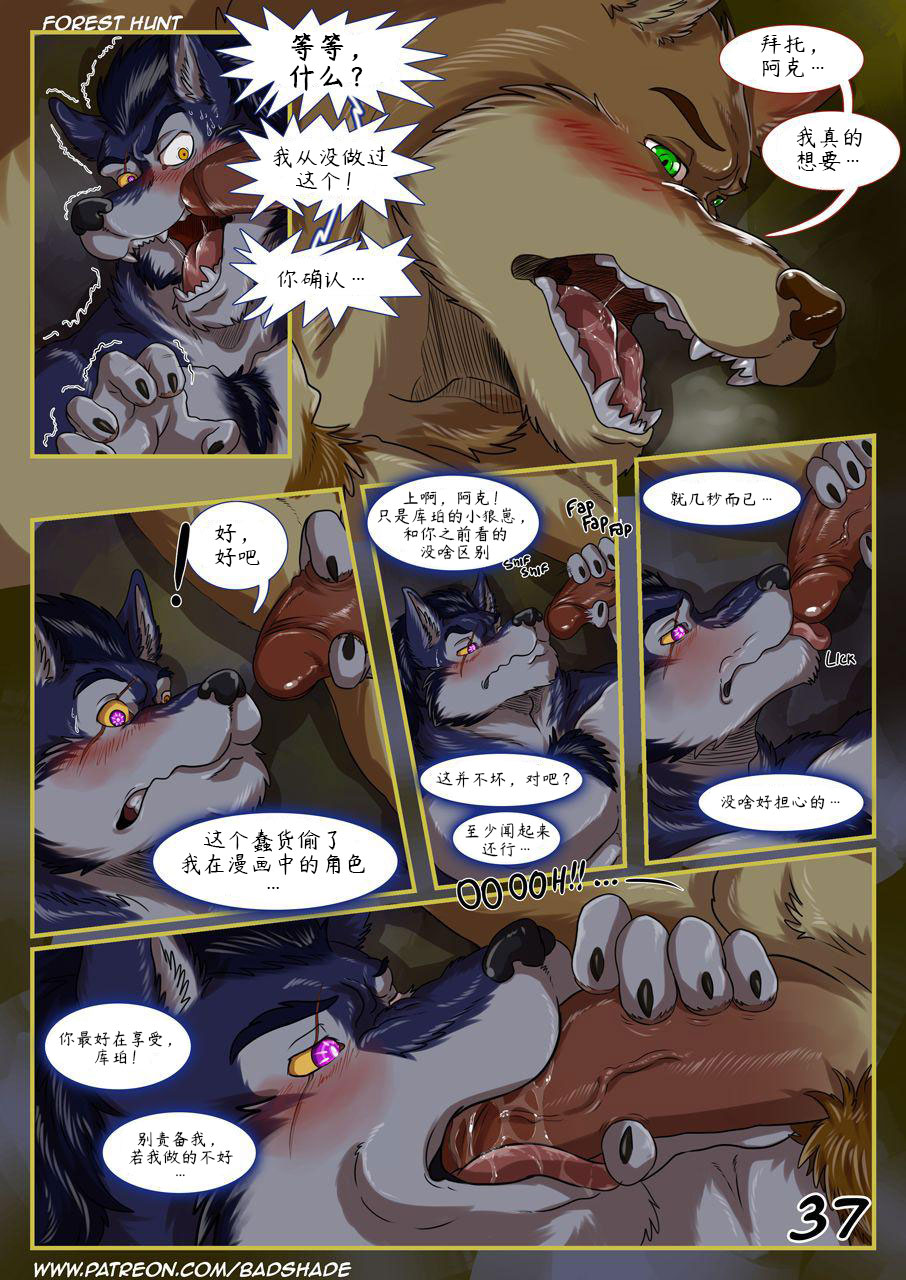 FOREST HUNT
等等，
什么？
我从没做过
这个！
你确认…
拜托，
阿克…
我真的
想要…
！
好，
好吧
这个蠢货偷了
我在漫画中的角色
…
上啊，阿克！
只是库珀的小狼崽，
和你之前看的
没啥区别
Fap
Fap
Fap
Snif
Snif
这并不坏，对吧？
至少闻起来
还行…
就几秒而已…
LICK
没啥好担心的…
OOOOOH!!...
你最好在享受，
库珀！
别责备我，
若我做的不好
…
37
WWW.PATREON.COM/BADSHADE